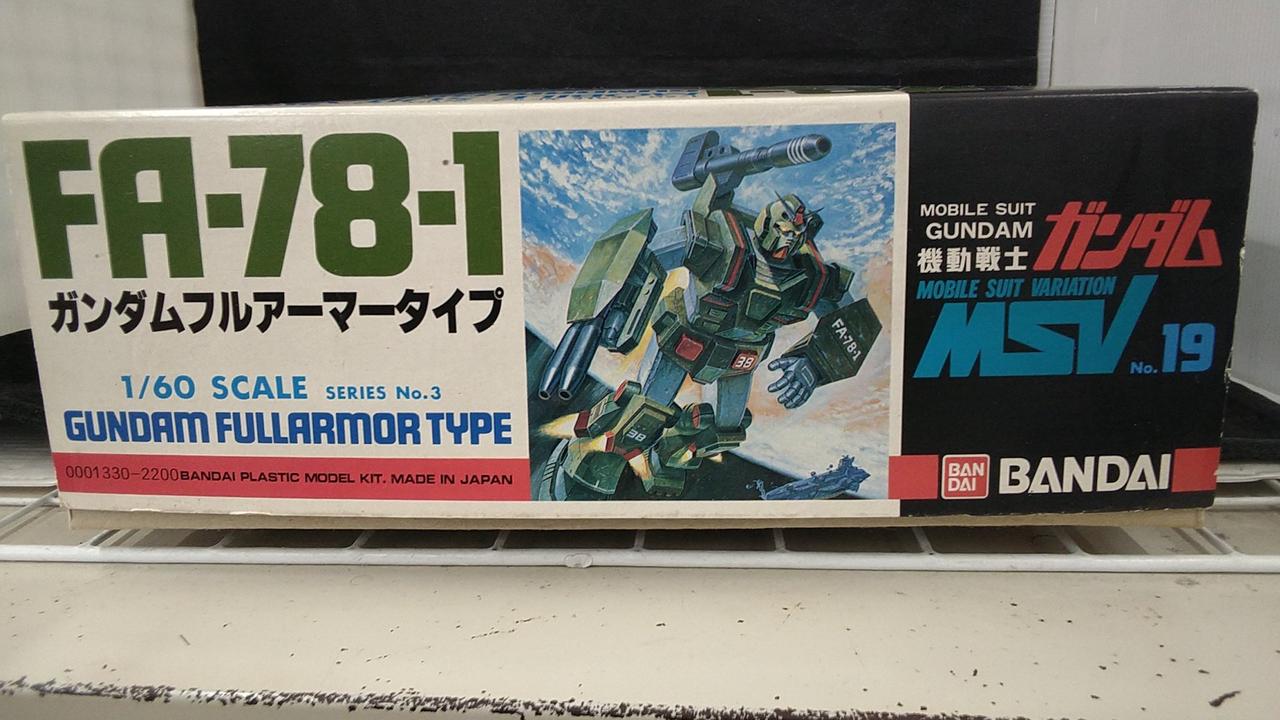 FA-78-1
ガンダムフルアーマータイプ
1/60 SCALE SERIES No.3
GUNDAM FULLARMOR TYPE
0001330-2200 BANDAI PLASTIC MODEL KIT. MADE IN JAPAN
FA-78-1
38
38
MOBILE SUIT
GUNDAM
機動戦士 ガンダム
MOBILE SUIT VARIATION
MSV No.19
BAN
DAI
BANDAI